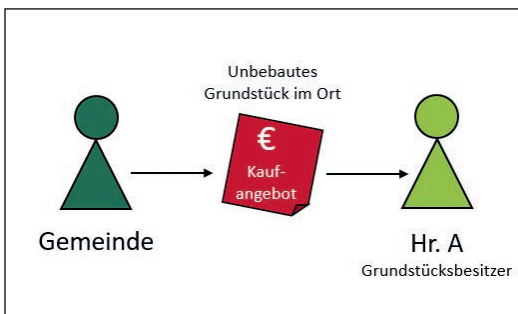 Unbebautes
Grundstück im Ort
€
Kauf-
angebot
Gemeinde
Hr. A
Grundstücksbesitzer